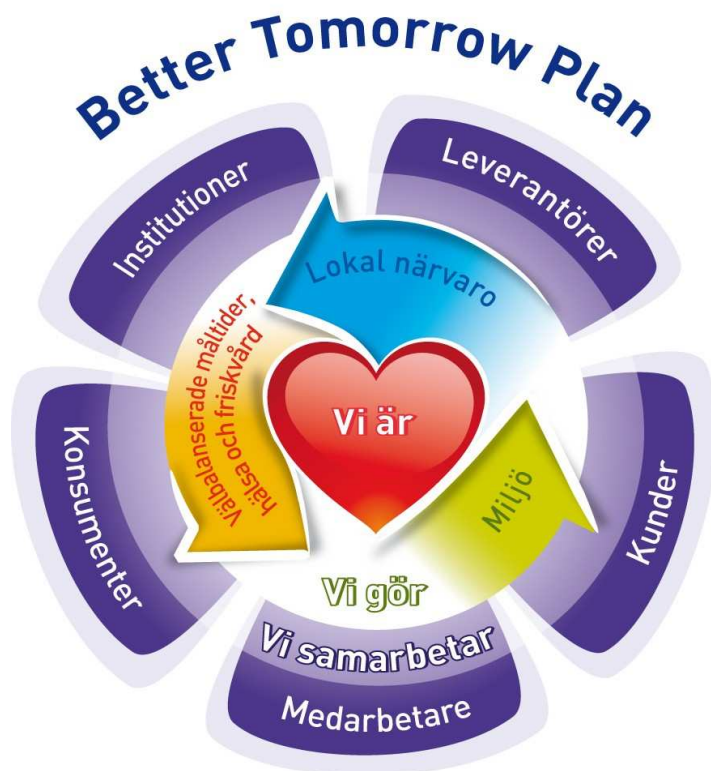 Better Tomorrow Plan
Institutioner
Leverantörer
Lokal närvaro
Välbalanserade måltider,
hälsa och friskvård
Vi är
Miljö
Konsumenter
Kunder
Vi gör
Vi samarbetar
Medarbetare